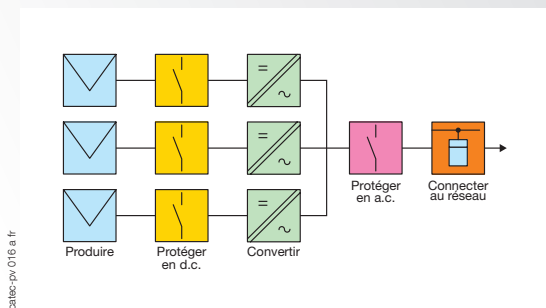 Protéger
en a.c.
Connecter
au réseau
Produire
Protéger
en d.c.
Convertir
catec-pv 016 a fr